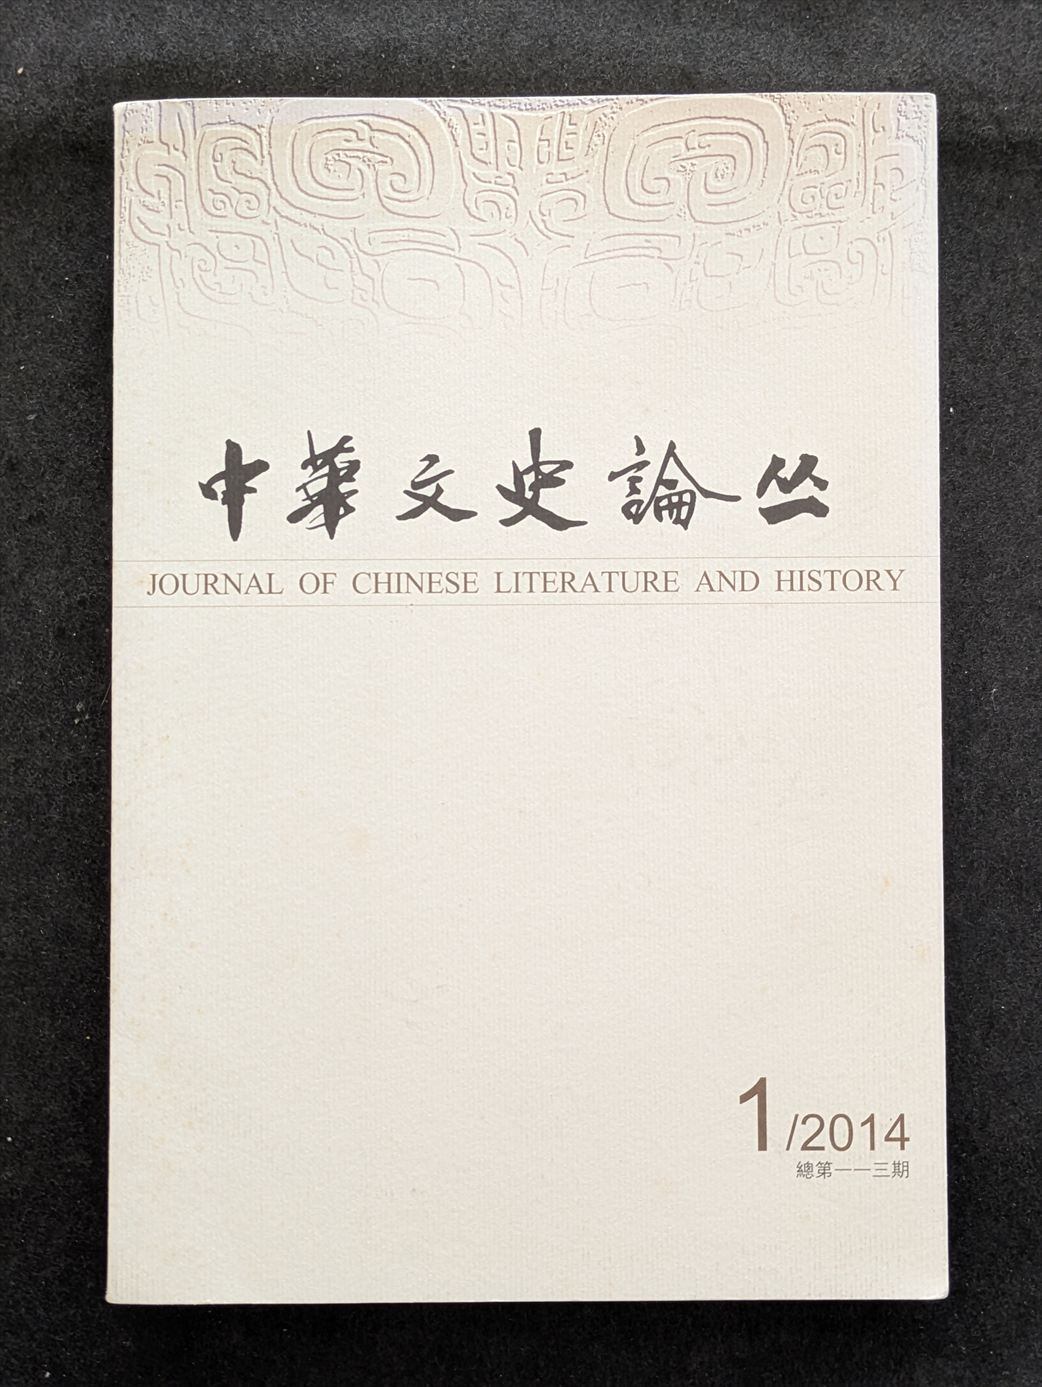 中華文史論丛
JOURNAL OF CHINESE LITERATURE AND HISTORY
1/2014
總第一一三期